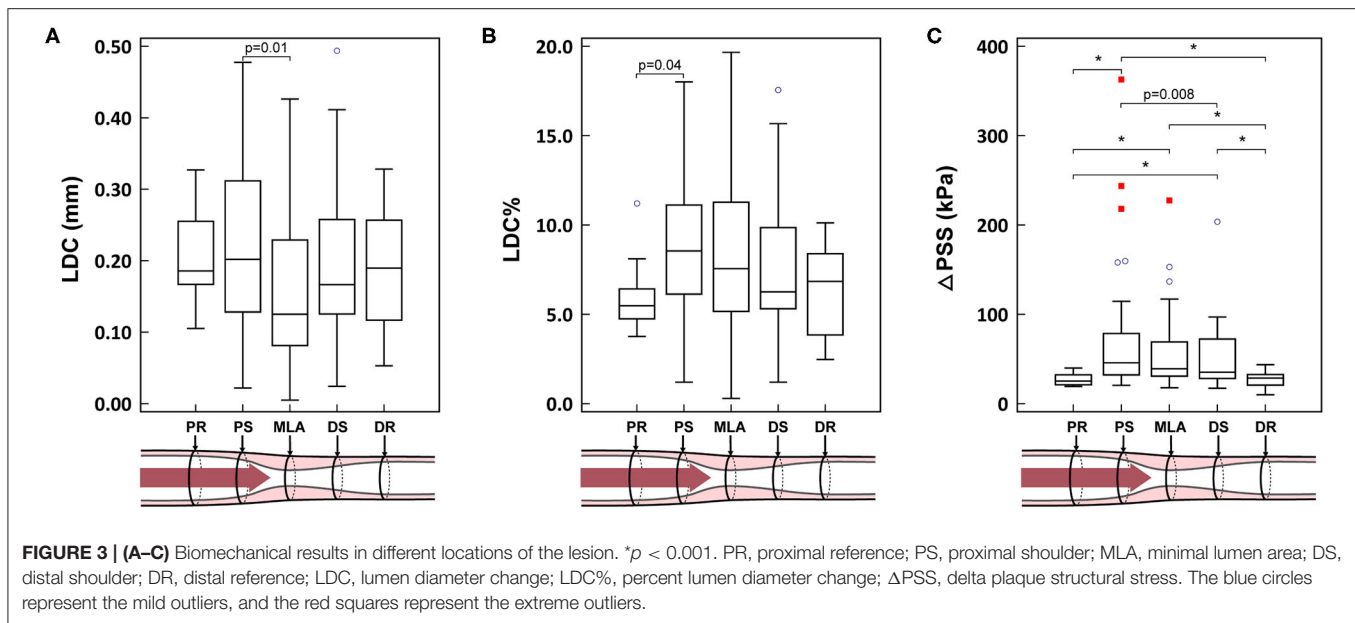 A
LDC (mm)
0.50
0.40
0.30
0.20
0.10
0.00
p=0.01
PR PS MLA DS DR
B
LDC%
20.0
15.0
10.0
5.0
0.0
p=0.04
PR PS MLA DS DR
C
△PSS (kPa)
400
300
200
100
0
*
*
p=0.008
*
*
*
*
PR PS MLA DS DR
FIGURE 3 | (A–C) Biomechanical results in different locations of the lesion. *p < 0.001. PR, proximal reference; PS, proximal shoulder; MLA, minimal lumen area; DS,
distal shoulder; DR, distal reference; LDC, lumen diameter change; LDC%, percent lumen diameter change; ΔPSS, delta plaque structural stress. The blue circles
represent the mild outliers, and the red squares represent the extreme outliers.